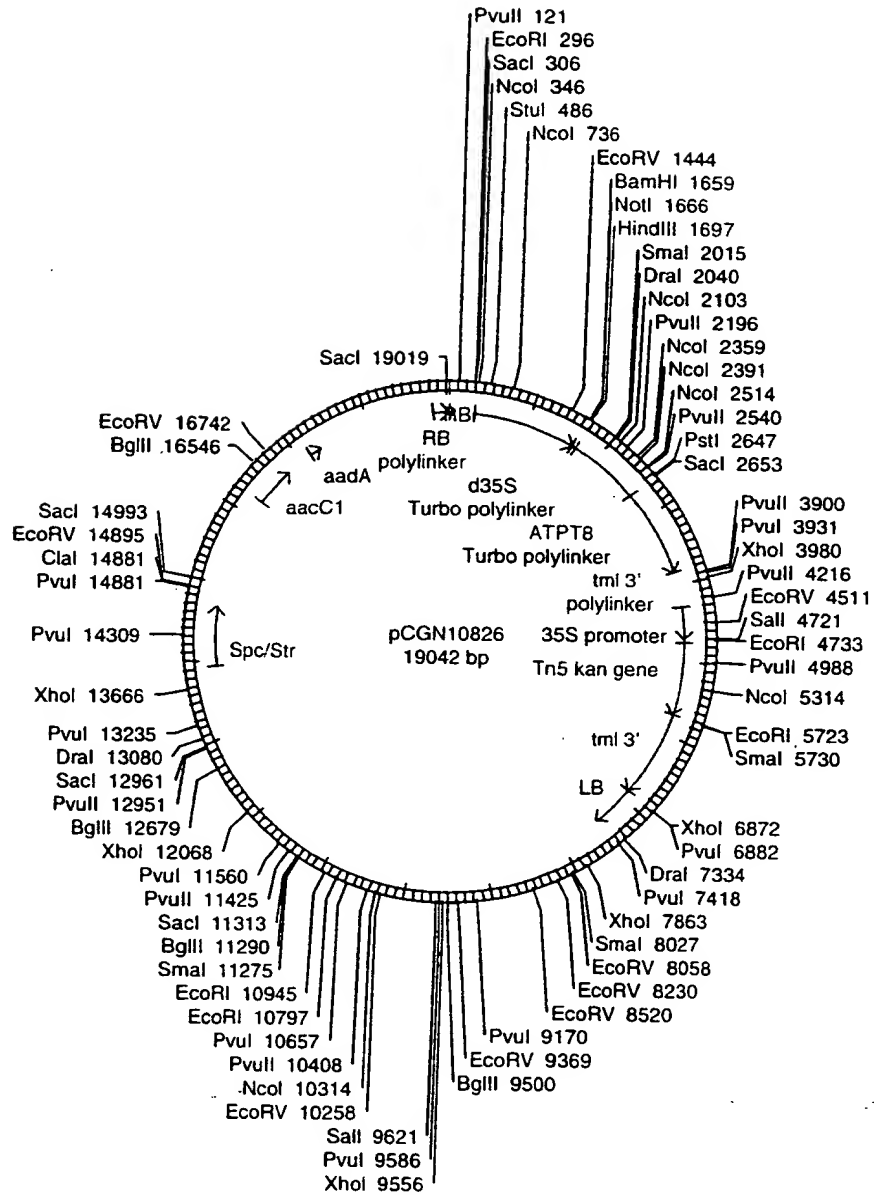 PvuII 121
EcoRI 296
SacI 306
NcoI 346
StuI 486
NcoI 736
EcoRV 1444
BamHI 1659
NotI 1666
HindIII 1697
SmaI 2015
DraI 2040
NcoI 2103
PvuII 2196
NcoI 2359
NcoI 2391
NcoI 2514
PvuII 2540
PstI 2647
SacI 2653
PvuII 3900
PvuI 3931
XhoI 3980
PvuII 4216
EcoRV 4511
SalI 4721
EcoRI 4733
PvuII 4988
NcoI 5314
EcoRI 5723
SmaI 5730
XhoI 6872
PvuI 6882
DraI 7334
PvuI 7418
XhoI 7863
SmaI 8027
EcoRV 8058
EcoRV 8230
EcoRV 8520
PvuI 9170
EcoRV 9369
BglII 9500
XhoI 9556
PvuI 9586
SalI 9621
EcoRV 10258
NcoI 10314
PvuII 10408
PvuI 10657
EcoRI 10797
EcoRI 10945
SmaI 11275
BglII 11290
SacI 11313
PvuII 11425
PvuI 11560
XhoI 12068
BglII 12679
PvuII 12951
SacI 12961
DraI 13080
PvuI 13235
XhoI 13666
PvuI 14309
PvuI 14881
ClaI 14881
EcoRV 14895
SacI 14993
BglII 16546
EcoRV 16742
SacI 19019
RB
polylinker
d35S
Turbo polylinker
ATPT8
Turbo polylinker
tml 3'
polylinker
35S promoter
Tn5 kan gene
tml 3'
LB
Spc/Str
aacC1
aadA
pCGN10826
19042 bp